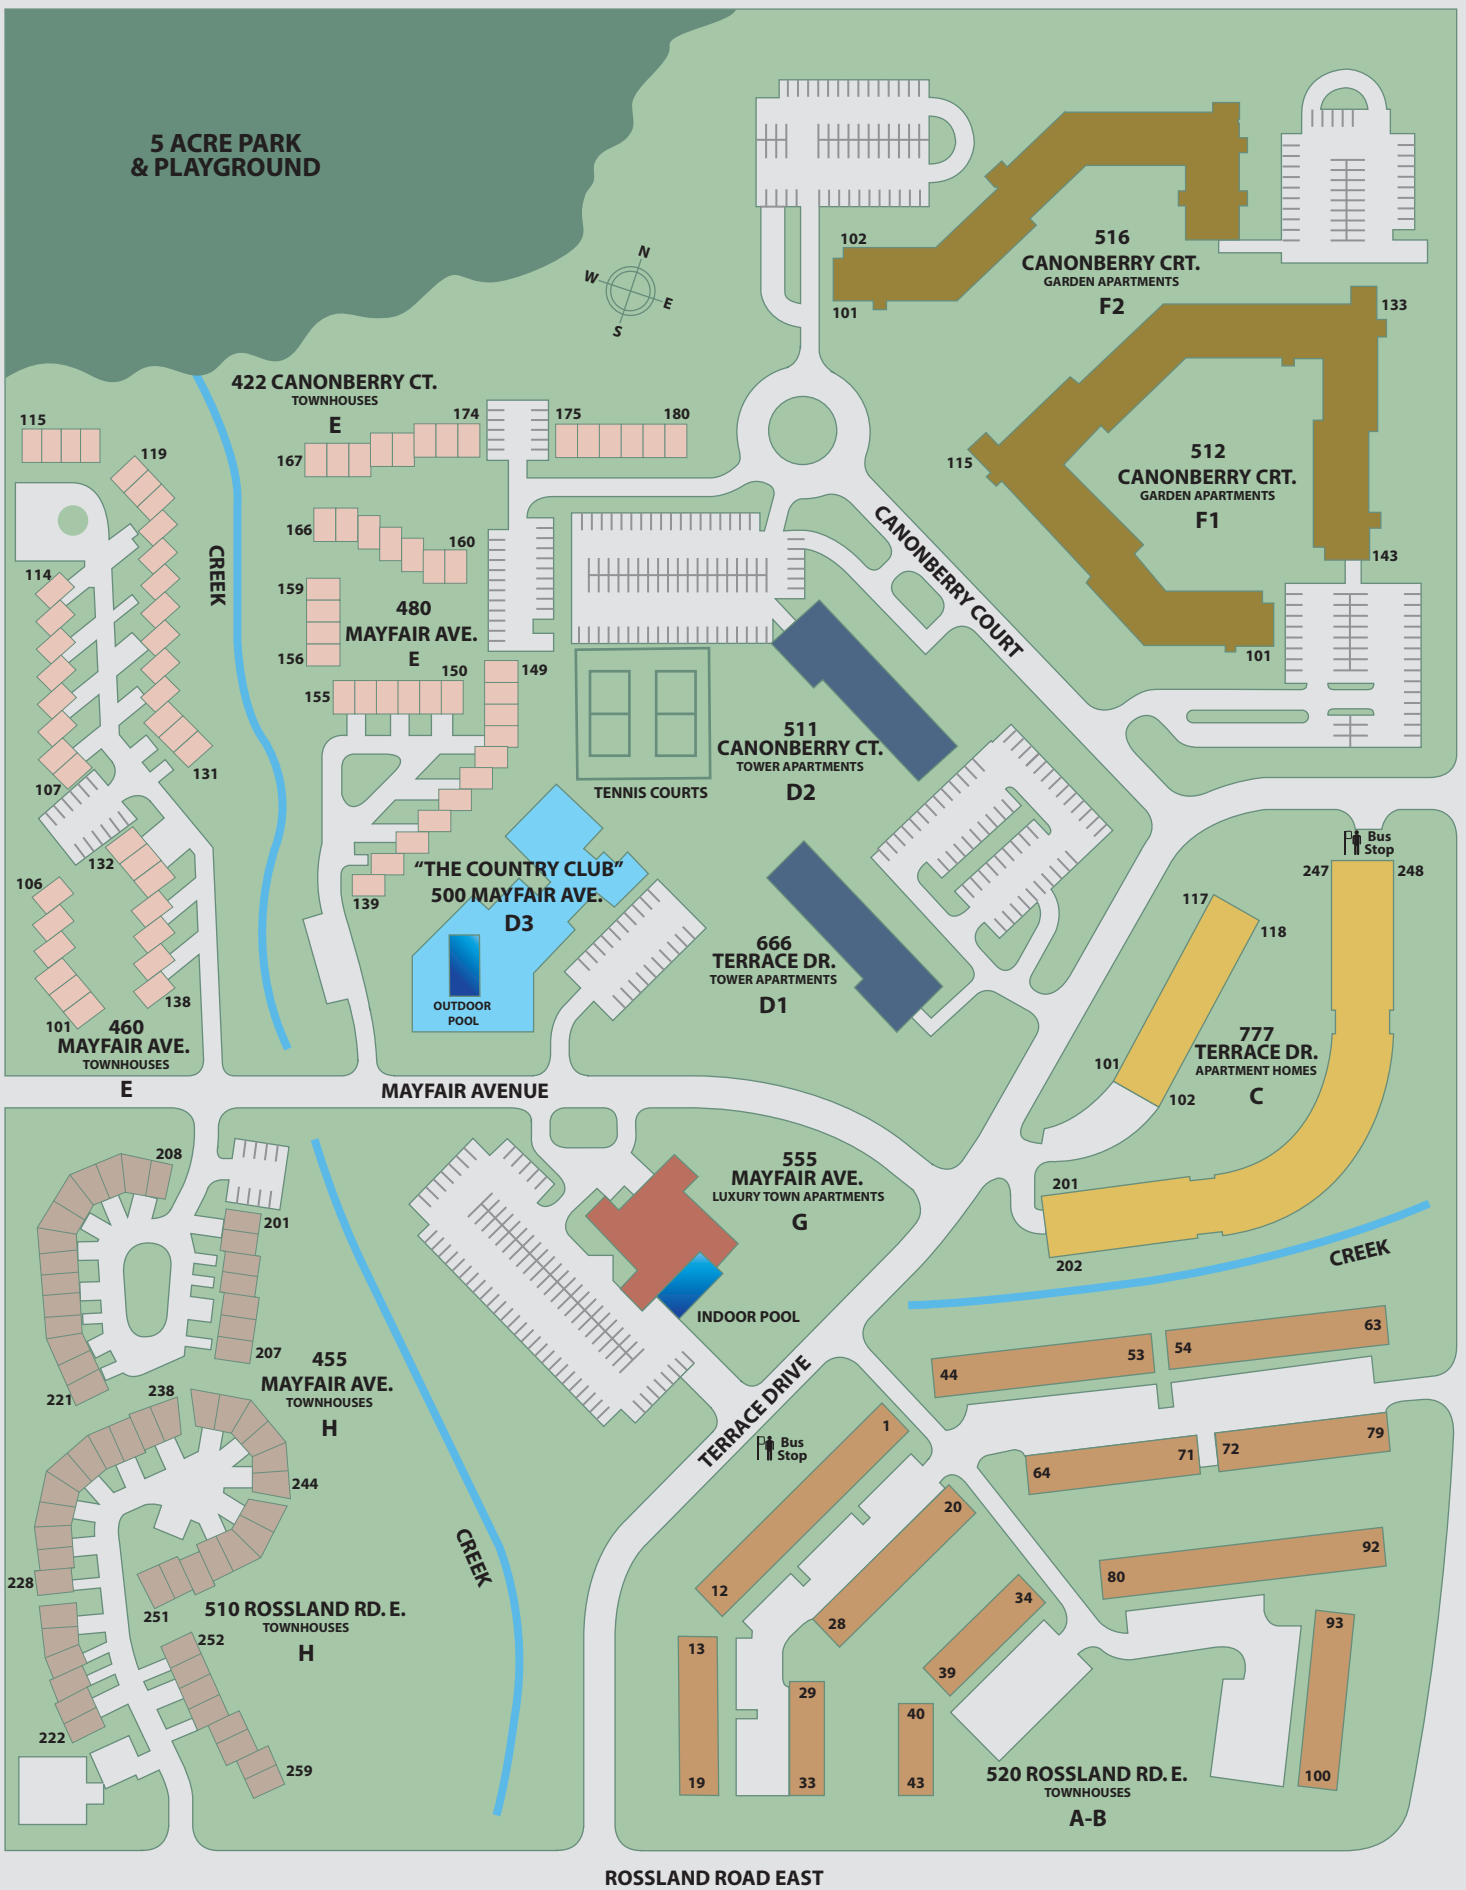 5 ACRE PARK
& PLAYGROUND
N
W
E
S
102
101
516
CANONBERRY CRT.
GARDEN APARTMENTS
F2
133
115
512
CANONBERRY CRT.
GARDEN APARTMENTS
F1
143
101
422 CANONBERRY CT.
TOWNHOUSES
E
174
175
180
167
166
160
159
156
480
MAYFAIR AVE.
E
150
149
155
139
115
119
114
107
131
132
106
138
101
460
MAYFAIR AVE.
TOWNHOUSES
E
CREEK
CANONBERRY COURT
TENNIS COURTS
511
CANONBERRY CT.
TOWER APARTMENTS
D2
“THE COUNTRY CLUB”
500 MAYFAIR AVE.
D3
OUTDOOR
POOL
666
TERRACE DR.
TOWER APARTMENTS
D1
Bus
Stop
247
248
117
118
101
102
777
TERRACE DR.
APARTMENT HOMES
C
201
202
CREEK
MAYFAIR AVENUE
555
MAYFAIR AVE.
LUXURY TOWN APARTMENTS
G
INDOOR POOL
208
201
207
221
455
MAYFAIR AVE.
TOWNHOUSES
H
238
244
228
251
510 ROSSLAND RD. E.
TOWNHOUSES
H
252
222
259
CREEK
TERRACE DRIVE
Bus
Stop
44
53
54
63
64
71
72
79
1
12
20
28
34
39
80
92
93
100
13
19
29
33
40
43
520 ROSSLAND RD. E.
TOWNHOUSES
A-B
ROSSLAND ROAD EAST